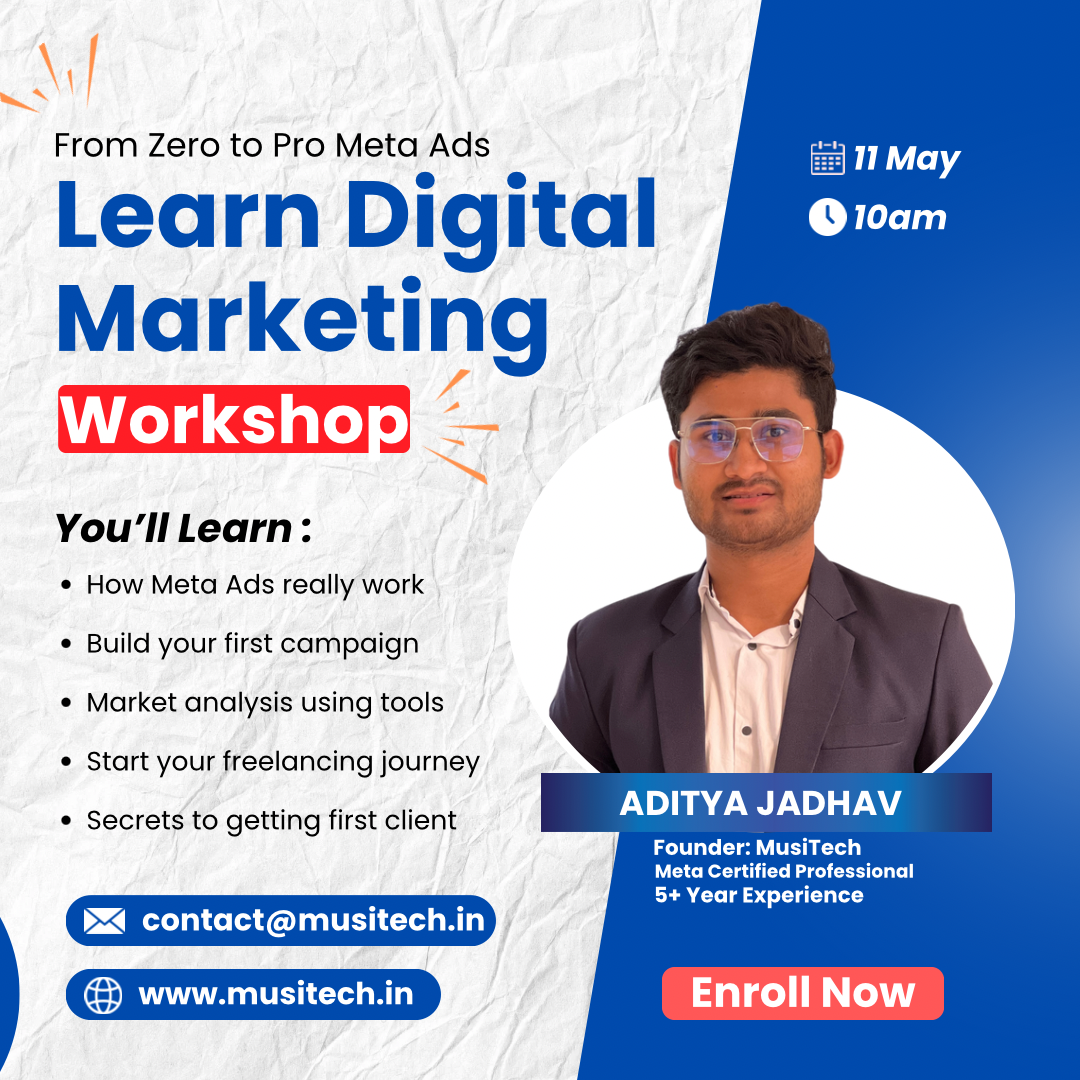 From Zero to Pro Meta Ads
Learn Digital
Marketing
Workshop
11 May
10am
You’ll Learn :
• How Meta Ads really work
• Build your first campaign
• Market analysis using tools
• Start your freelancing journey
• Secrets to getting first client
ADITYA JADHAV
Founder: MusiTech
Meta Certified Professional
5+ Year Experience
contact@musitech.in
www.musitech.in
Enroll Now